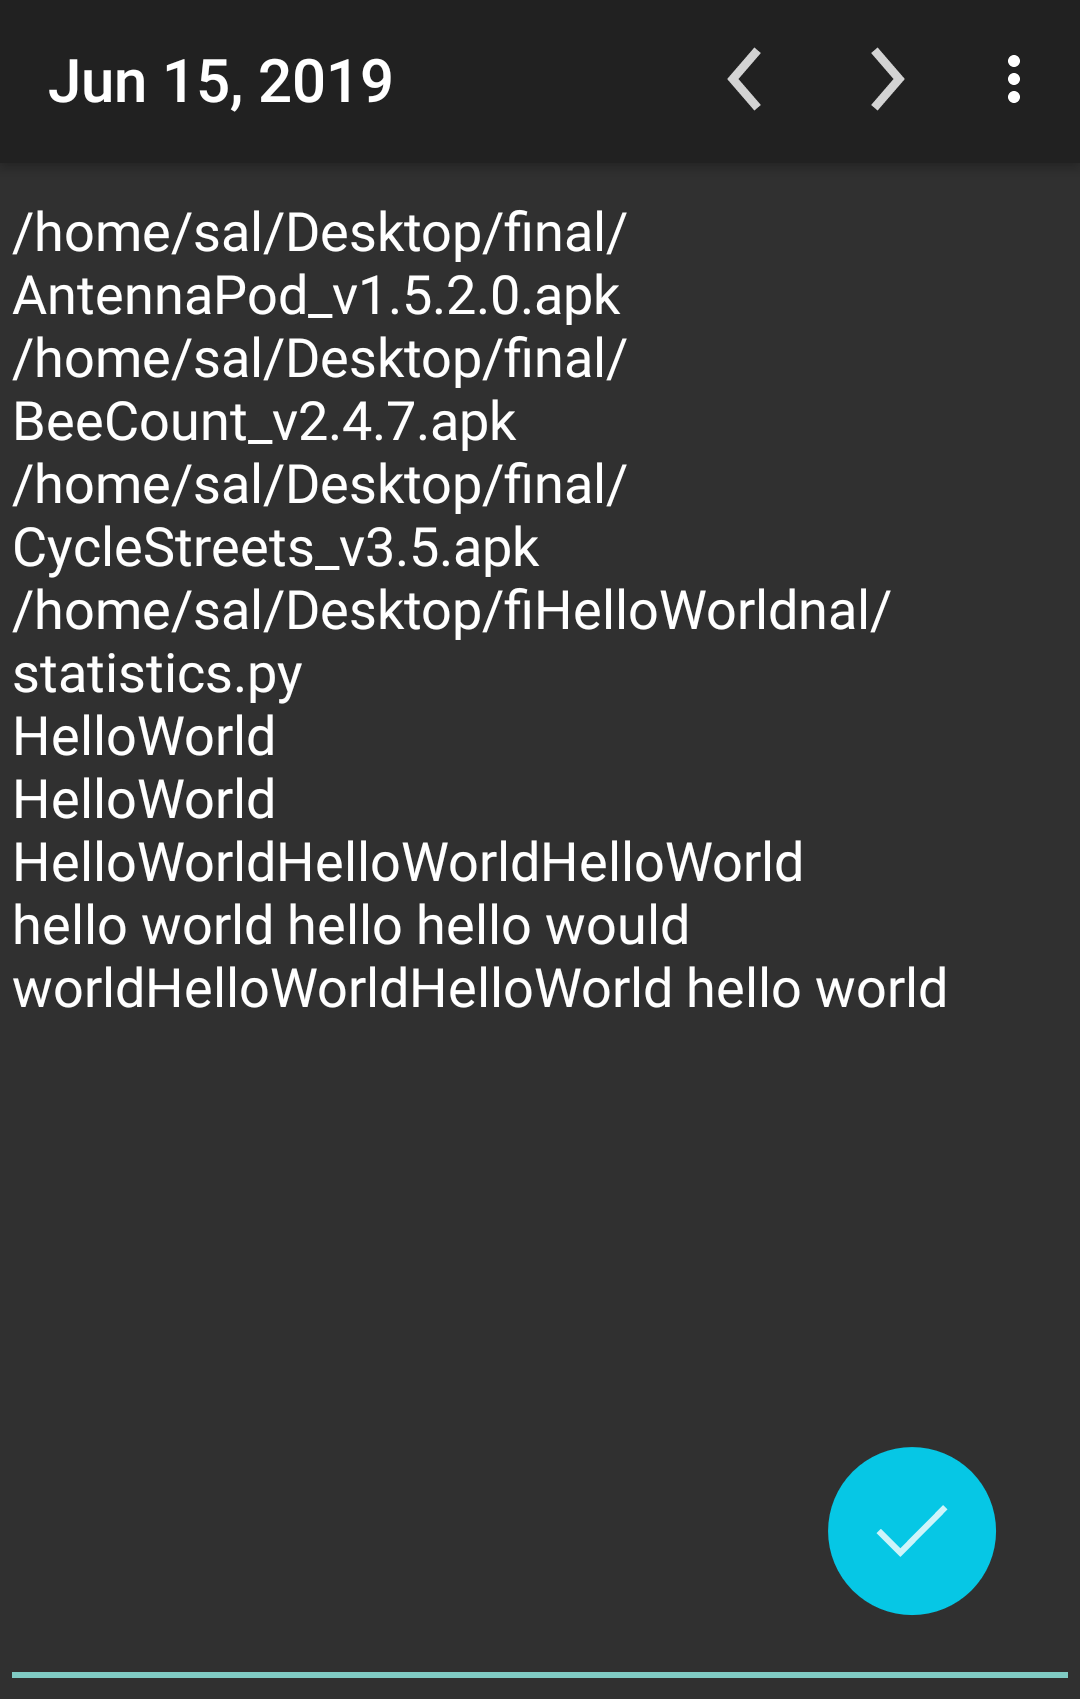 Jun 15, 2019
/home/sal/Desktop/final/
AntennaPod_v1.5.2.0.apk
/home/sal/Desktop/final/
BeeCount_v2.4.7.apk
/home/sal/Desktop/final/
CycleStreets_v3.5.apk
/home/sal/Desktop/fiHelloWorldnal/
statistics.py
HelloWorld
HelloWorld
HelloWorldHelloWorldHelloWorld
hello world hello hello would
worldHelloWorldHelloWorld hello world